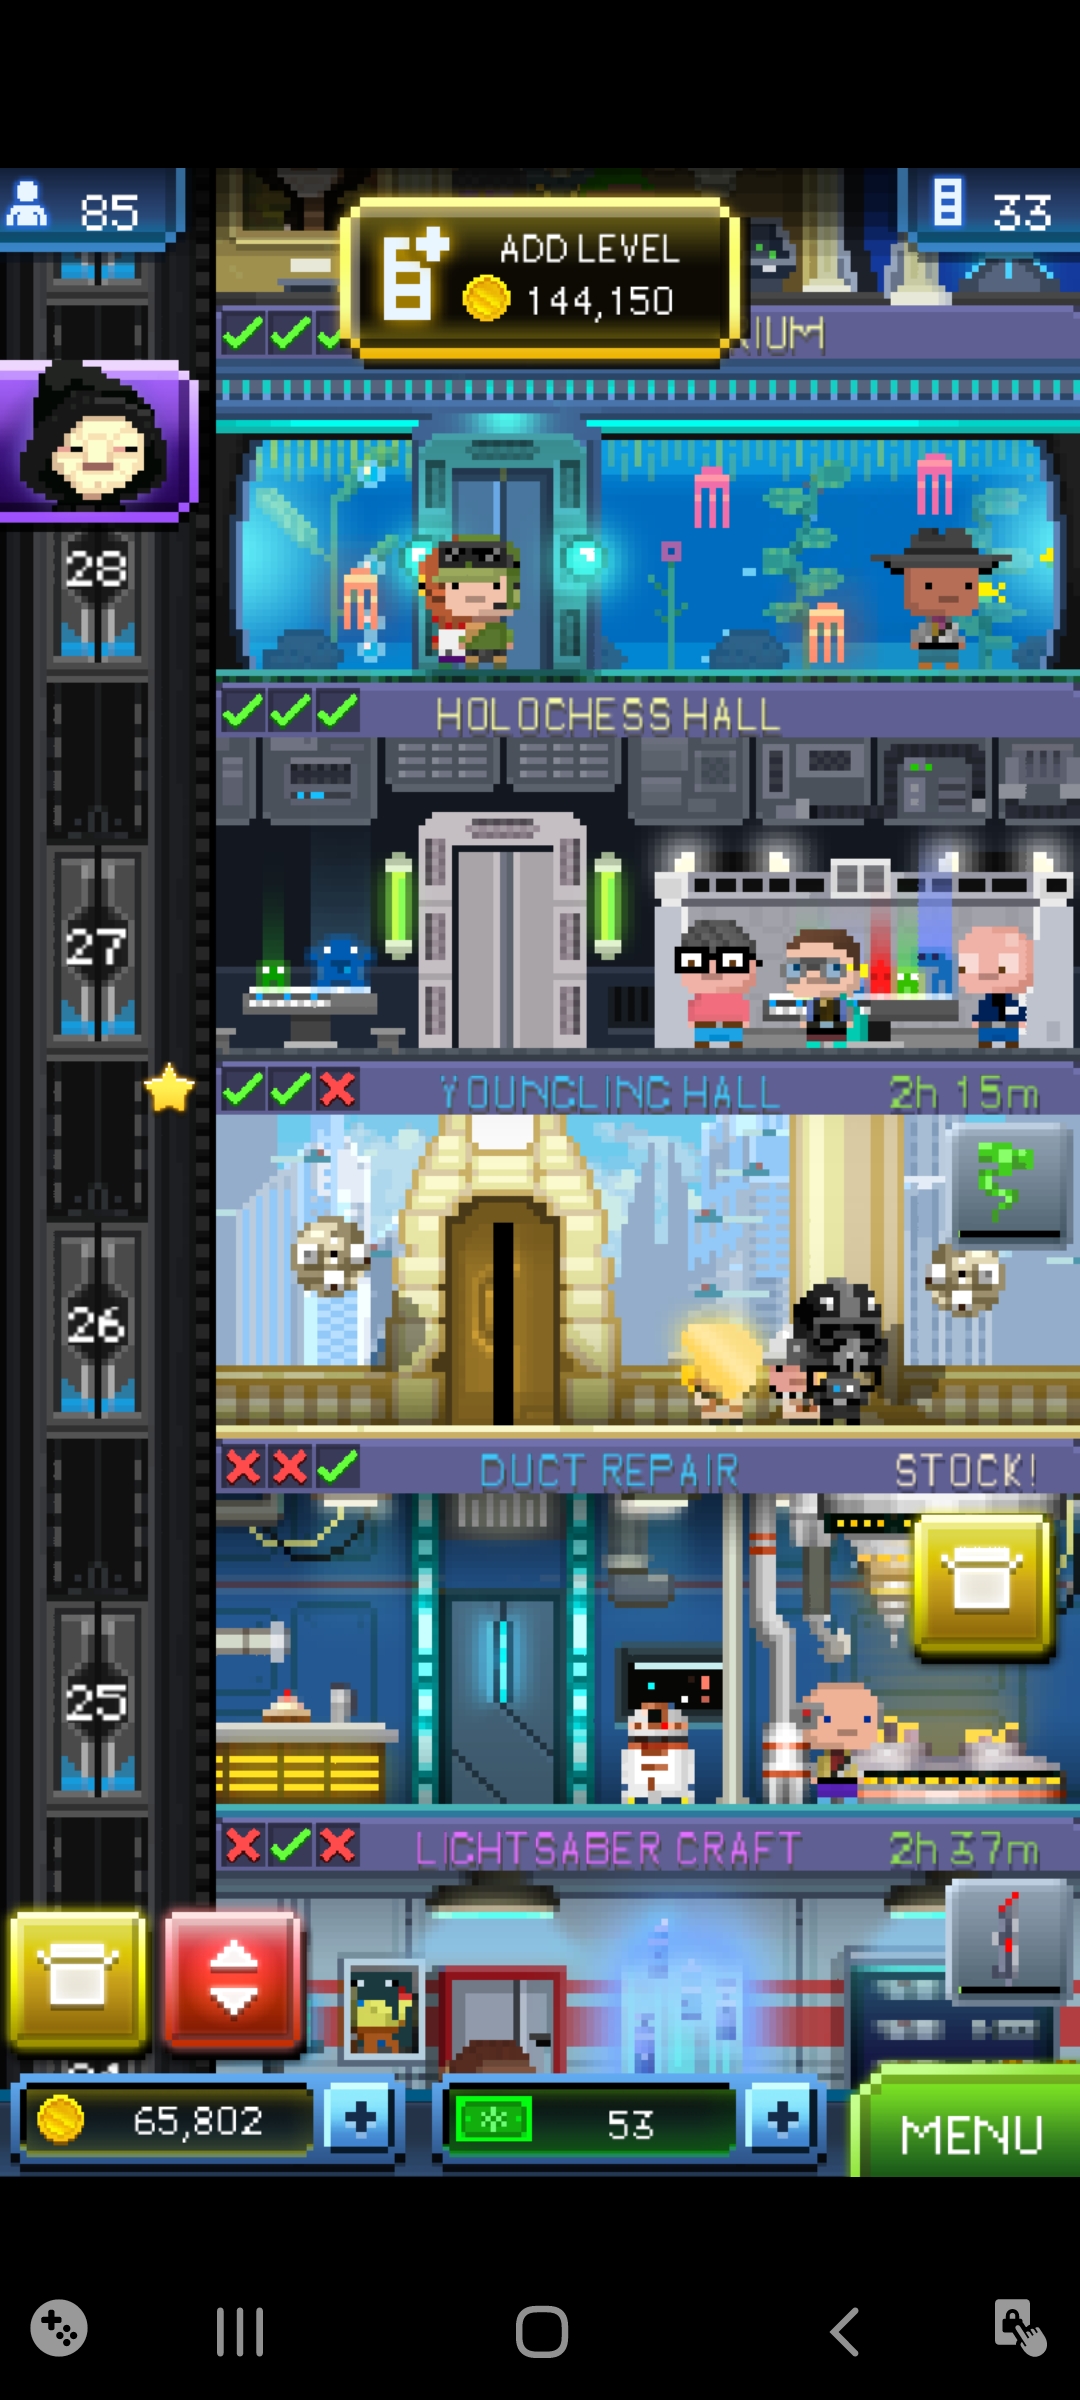 85
33
ADD LEVEL
144,150
RIUM
28
HOLOCHESS HALL
27
YOUNGLING HALL 2h 15m
26
DUCT REPAIR STOCK!
25
LIGHTSABER CRAFT 2h 37m
65,802
53
MENU